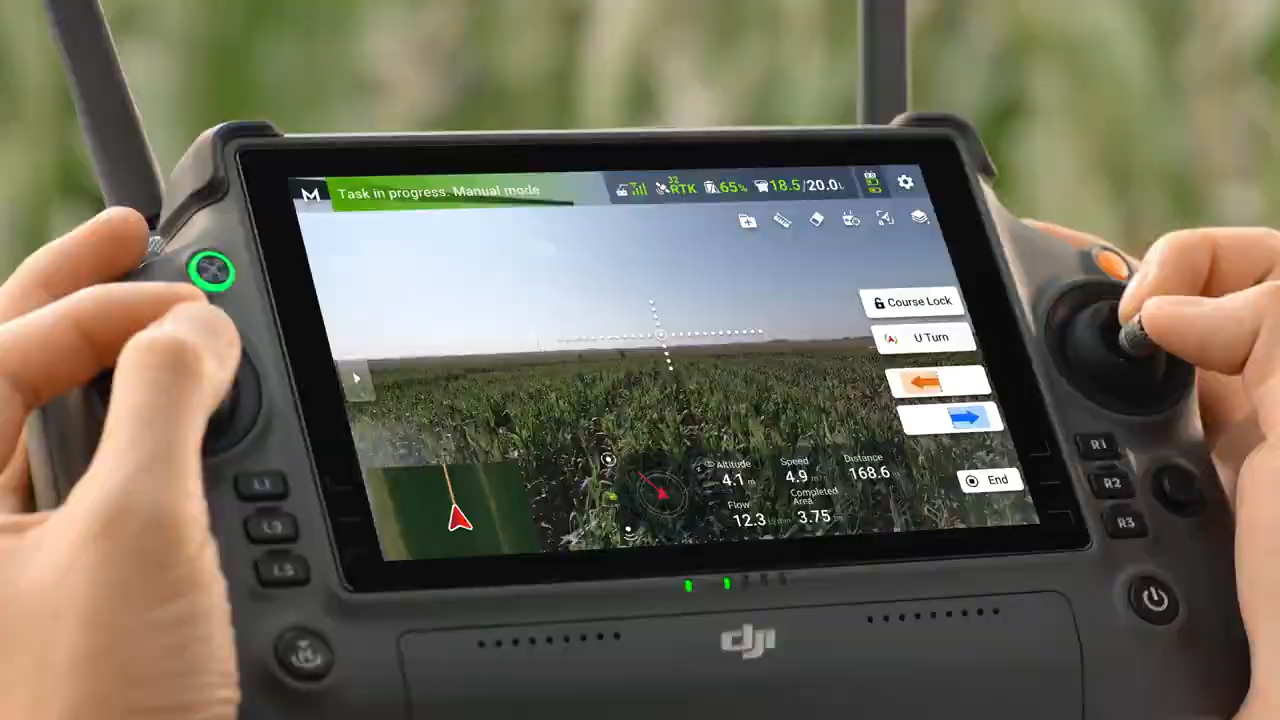 M Task in progress. Manual mode
32
RTK 65% 18.5/20.0L
Course Lock
U Turn
Altitude Speed Distance
4.1 m 4.9 168.6
Flow Completed Area
12.3 L/min 3.75
End
L1
L2
L3
R1
R2
R3
dji